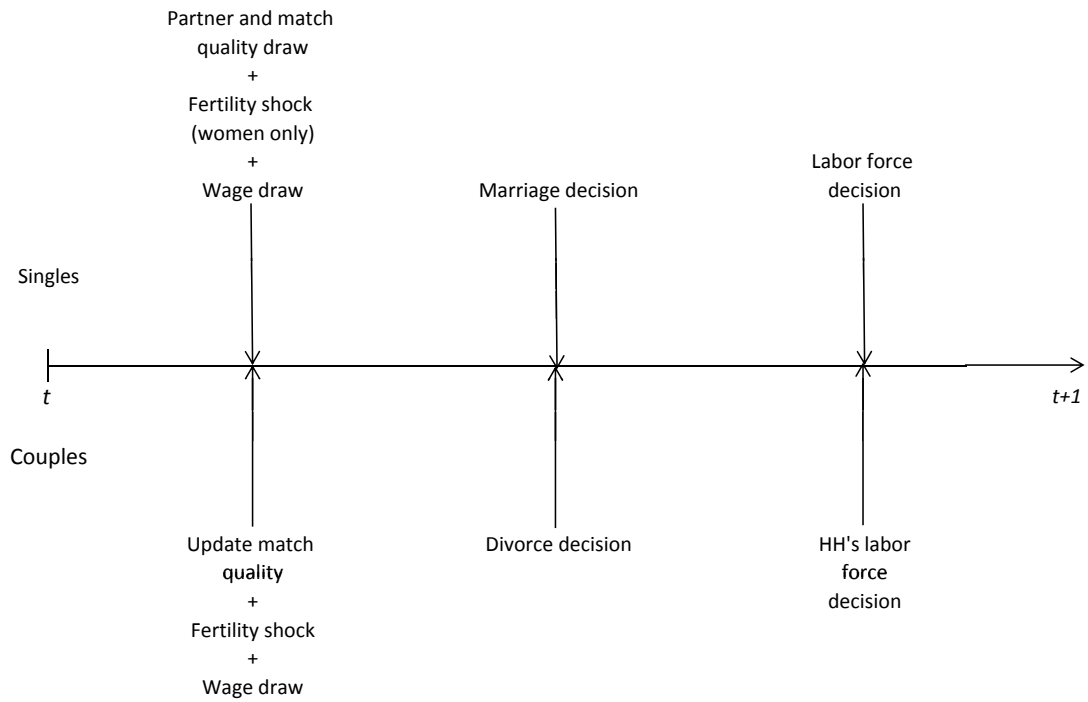 Partner and match
quality draw
+
Fertility shock
(women only)
+
Wage draw
Marriage decision
Labor force
decision
Singles
t
t+1
Couples
Update match
quality
+
Fertility shock
+
Wage draw
Divorce decision
HH's labor
force
decision